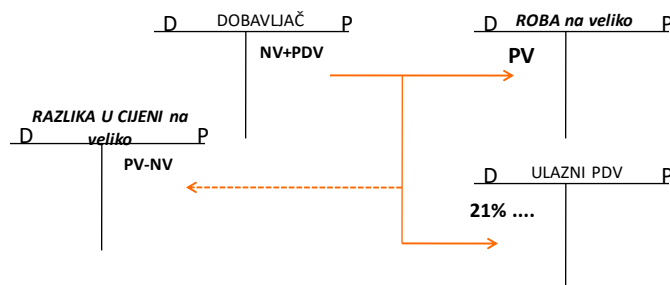 D DOBAVLJAČ P
NV+PDV
D ROBA na veliko P
PV
RAZLIKA U CIJENI na
D veliko P
PV-NV
D ULAZNI PDV P
21% ....